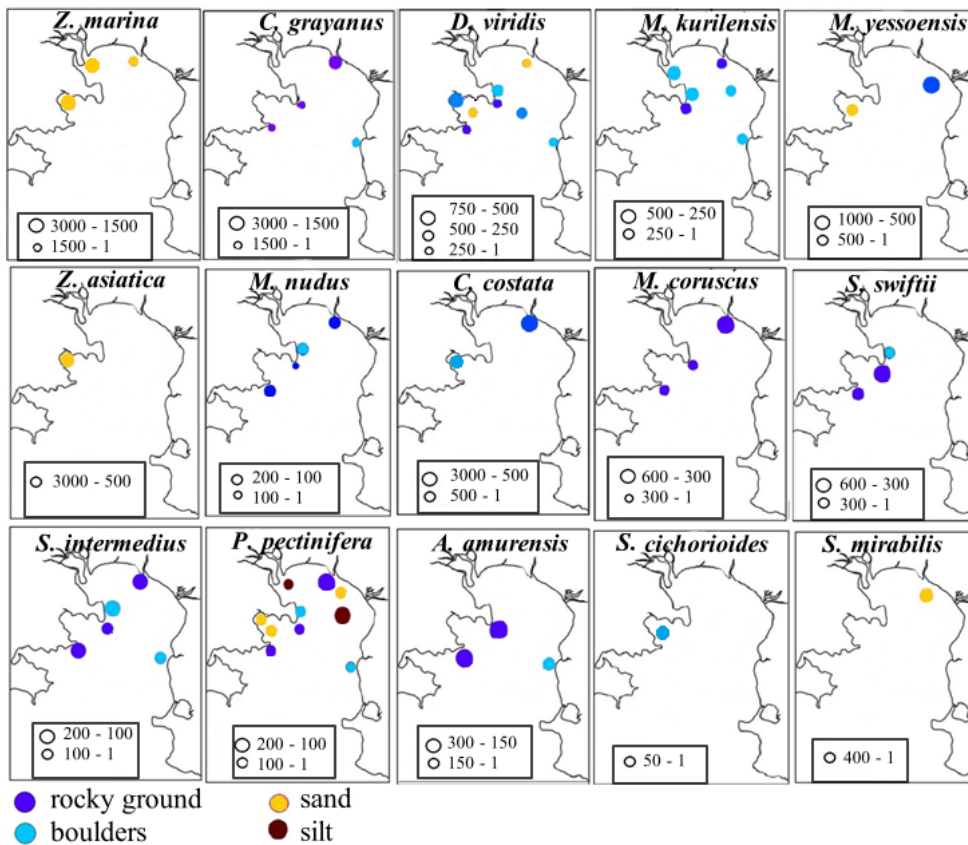 Z. marina
C. grayanus
D. viridis
M. kurilensis
M. yessoensis
3000 - 1500
1500 - 1
3000 - 1500
1500 - 1
750 - 500
500 - 250
250 - 1
500 - 250
250 - 1
1000 - 500
500 - 1
Z. asiatica
M. nudus
C. costata
M. coruscus
S. swiftii
3000 - 500
200 - 100
100 - 1
3000 - 500
500 - 1
600 - 300
300 - 1
600 - 300
300 - 1
S. intermedius
P. pectinifera
A. amurensis
S. cichorioides
S. mirabilis
200 - 100
100 - 1
200 - 100
100 - 1
300 - 150
150 - 1
50 - 1
400 - 1
rocky ground
sand
boulders
silt